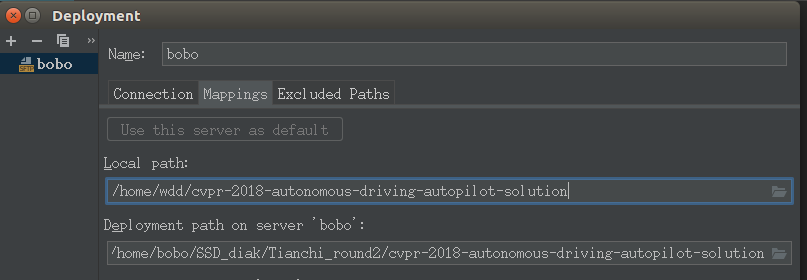 Deployment
Name: bobo
SFTP bobo
Connection Mappings Excluded Paths
Use this server as default
Local path:
/home/wdd/cvpr-2018-autonomous-driving-autopilot-solution
Deployment path on server 'bobo':
/home/bobo/SSD_diak/Tianchi_round2/cvpr-2018-autonomous-driving-autopilot-solution